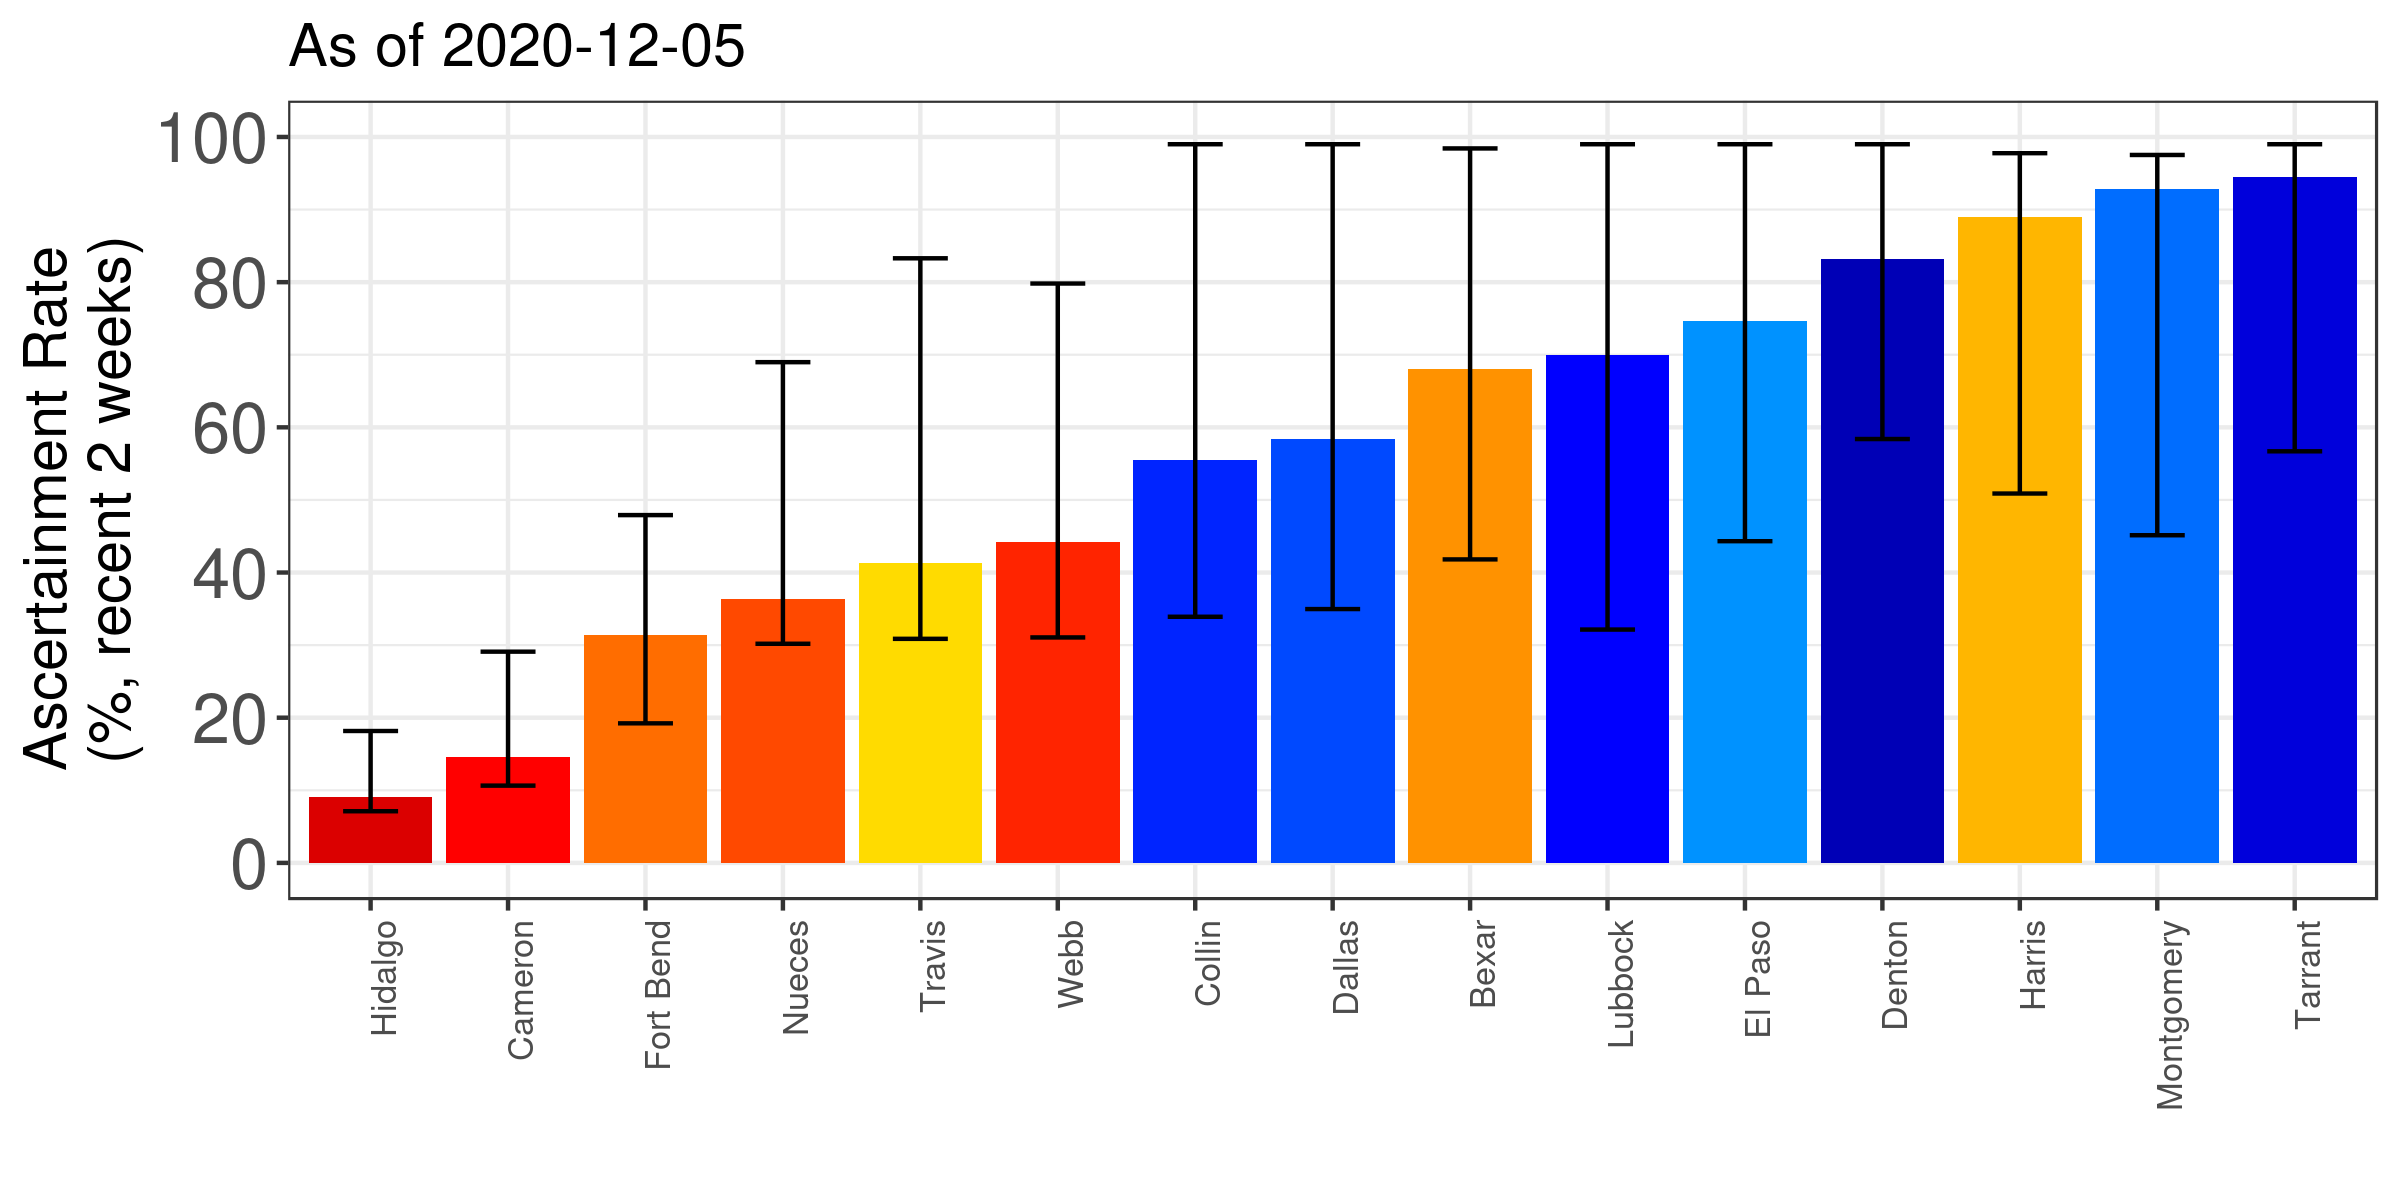 As of 2020-12-05
Ascertainment Rate
(%, recent 2 weeks)
100
80
60
40
20
0
Hidalgo
Cameron
Fort Bend
Nueces
Travis
Webb
Collin
Dallas
Bexar
Lubbock
El Paso
Denton
Harris
Montgomery
Tarrant